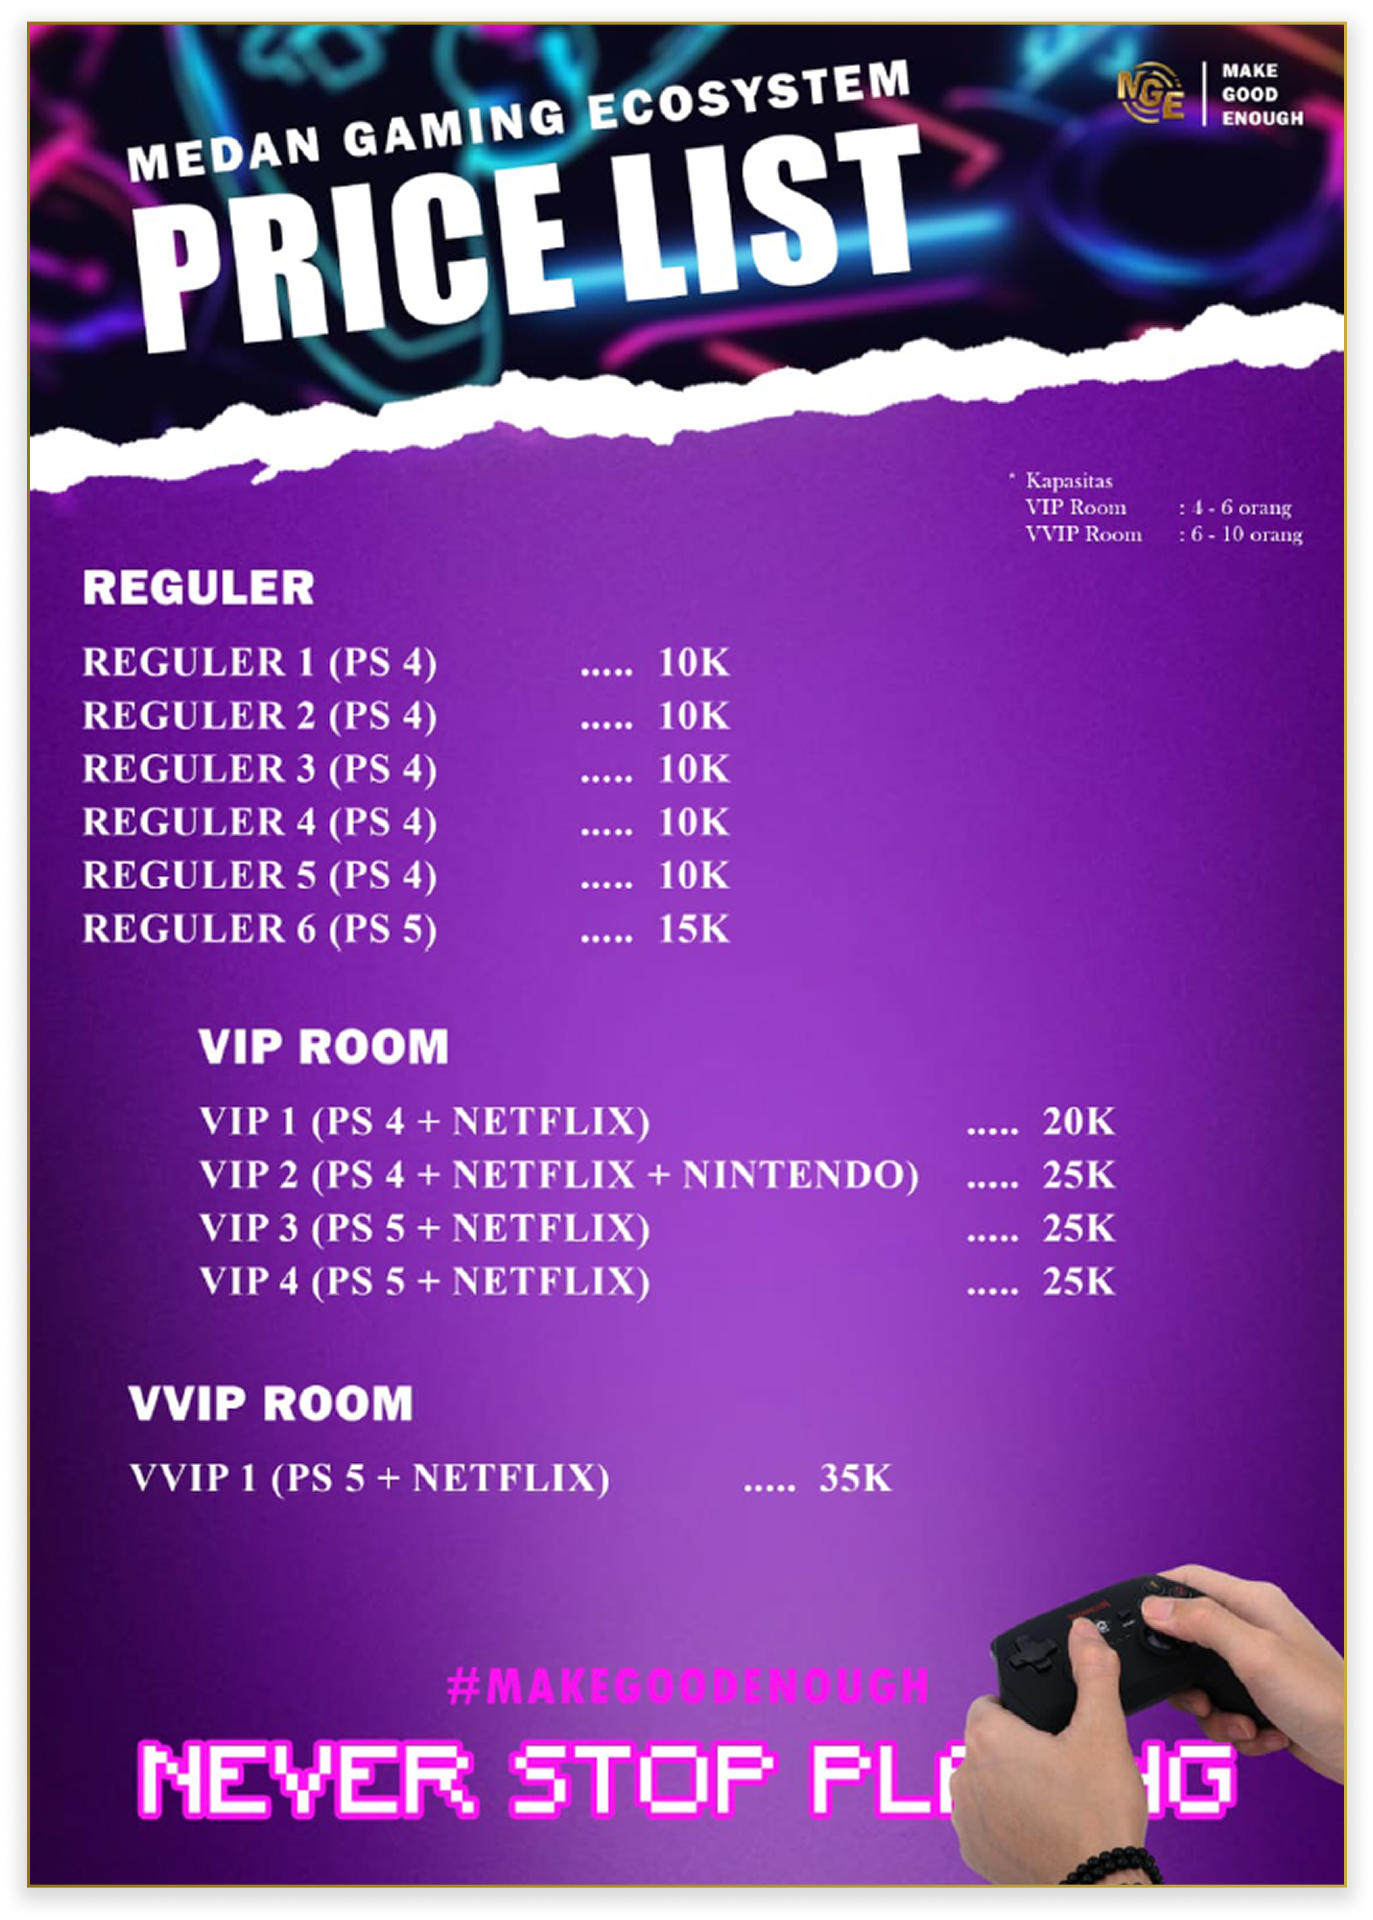 MEDAN GAMING ECOSYSTEM
PRICE LIST
MGE
MAKE
GOOD
ENOUGH
* Kapasitas
VIP Room : 4 - 6 orang
VVIP Room : 6 - 10 orang
REGULER
REGULER 1 (PS 4) ..... 10K
REGULER 2 (PS 4) ..... 10K
REGULER 3 (PS 4) ..... 10K
REGULER 4 (PS 4) ..... 10K
REGULER 5 (PS 4) ..... 10K
REGULER 6 (PS 5) ..... 15K
VIP ROOM
VIP 1 (PS 4 + NETFLIX) ..... 20K
VIP 2 (PS 4 + NETFLIX + NINTENDO) ..... 25K
VIP 3 (PS 5 + NETFLIX) ..... 25K
VIP 4 (PS 5 + NETFLIX) ..... 25K
VVIP ROOM
VVIP 1 (PS 5 + NETFLIX) ..... 35K
#MAKEGOODENOUGH
NEVER STOP PLAYING